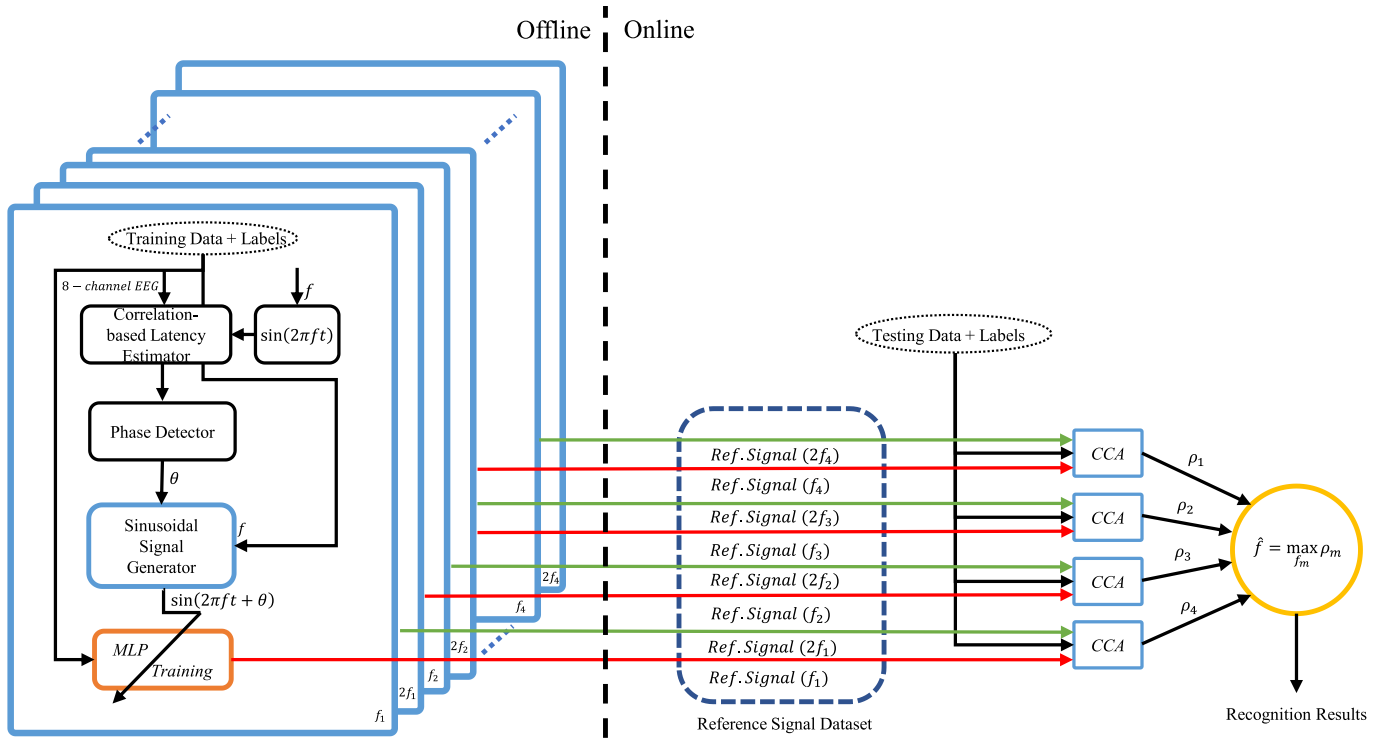 Offline
Online
Training Data + Labels
8 − channel EEG
f
Correlation-
based Latency
Estimator
sin(2πft)
Phase Detector
θ
Sinusoidal
Signal
Generator
f
sin(2πft + θ)
MLP
Training
f₁
2f₁
f₂
2f₂
f₄
2f₄
Testing Data + Labels
Ref. Signal (2f₄)
Ref. Signal (f₄)
Ref. Signal (2f₃)
Ref. Signal (f₃)
Ref. Signal (2f₂)
Ref. Signal (f₂)
Ref. Signal (2f₁)
Ref. Signal (f₁)
Reference Signal Dataset
CCA
CCA
CCA
CCA
ρ₁
ρ₂
ρ₃
ρ₄
f̂ = max ρₘ
fₘ
Recognition Results